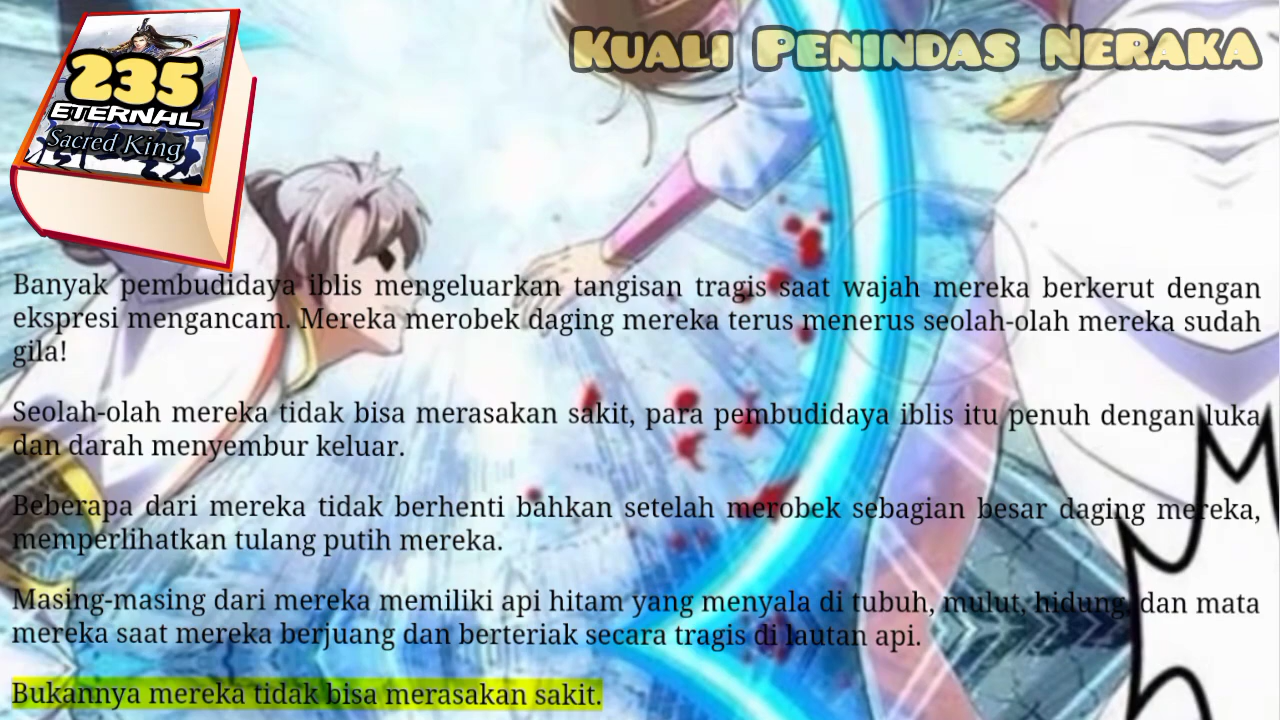 Kuali Penindas Neraka
235
ETERNAL
Sacred King
Banyak pembudidaya iblis mengeluarkan tangisan tragis saat wajah mereka berkerut dengan
ekspresi mengancam. Mereka merobek daging mereka terus menerus seolah-olah mereka sudah
gila!
Seolah-olah mereka tidak bisa merasakan sakit, para pembudidaya iblis itu penuh dengan luka
dan darah menyembur keluar.
Beberapa dari mereka tidak berhenti bahkan setelah merobek sebagian besar daging mereka,
memperlihatkan tulang putih mereka.
Masing-masing dari mereka memiliki api hitam yang menyala di tubuh, mulut, hidung, dan mata
mereka saat mereka berjuang dan berteriak secara tragis di lautan api.
Bukannya mereka tidak bisa merasakan sakit.